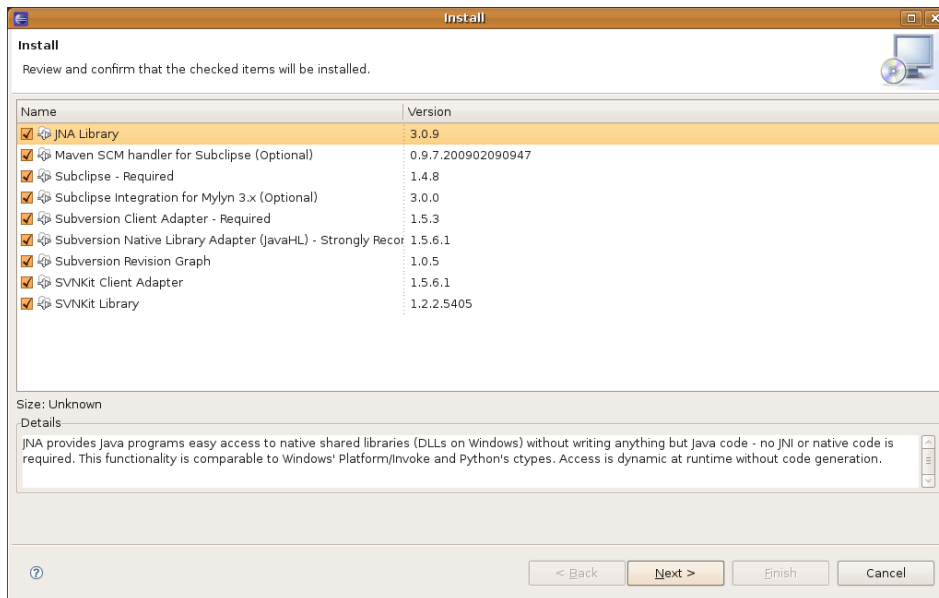 Install
Install
Review and confirm that the checked items will be installed.
Name Version
JNA Library 3.0.9
Maven SCM handler for Subclipse (Optional) 0.9.7.200902090947
Subclipse - Required 1.4.8
Subclipse Integration for Mylyn 3.x (Optional) 3.0.0
Subversion Client Adapter - Required 1.5.3
Subversion Native Library Adapter (JavaHL) - Strongly Recor 1.5.6.1
Subversion Revision Graph 1.0.5
SVNKit Client Adapter 1.5.6.1
SVNKit Library 1.2.2.5405
Size: Unknown
Details
JNA provides Java programs easy access to native shared libraries (DLLs on Windows) without writing anything but Java code - no JNI or native code is
required. This functionality is comparable to Windows' Platform/Invoke and Python's ctypes. Access is dynamic at runtime without code generation.
? < Back Next > Finish Cancel